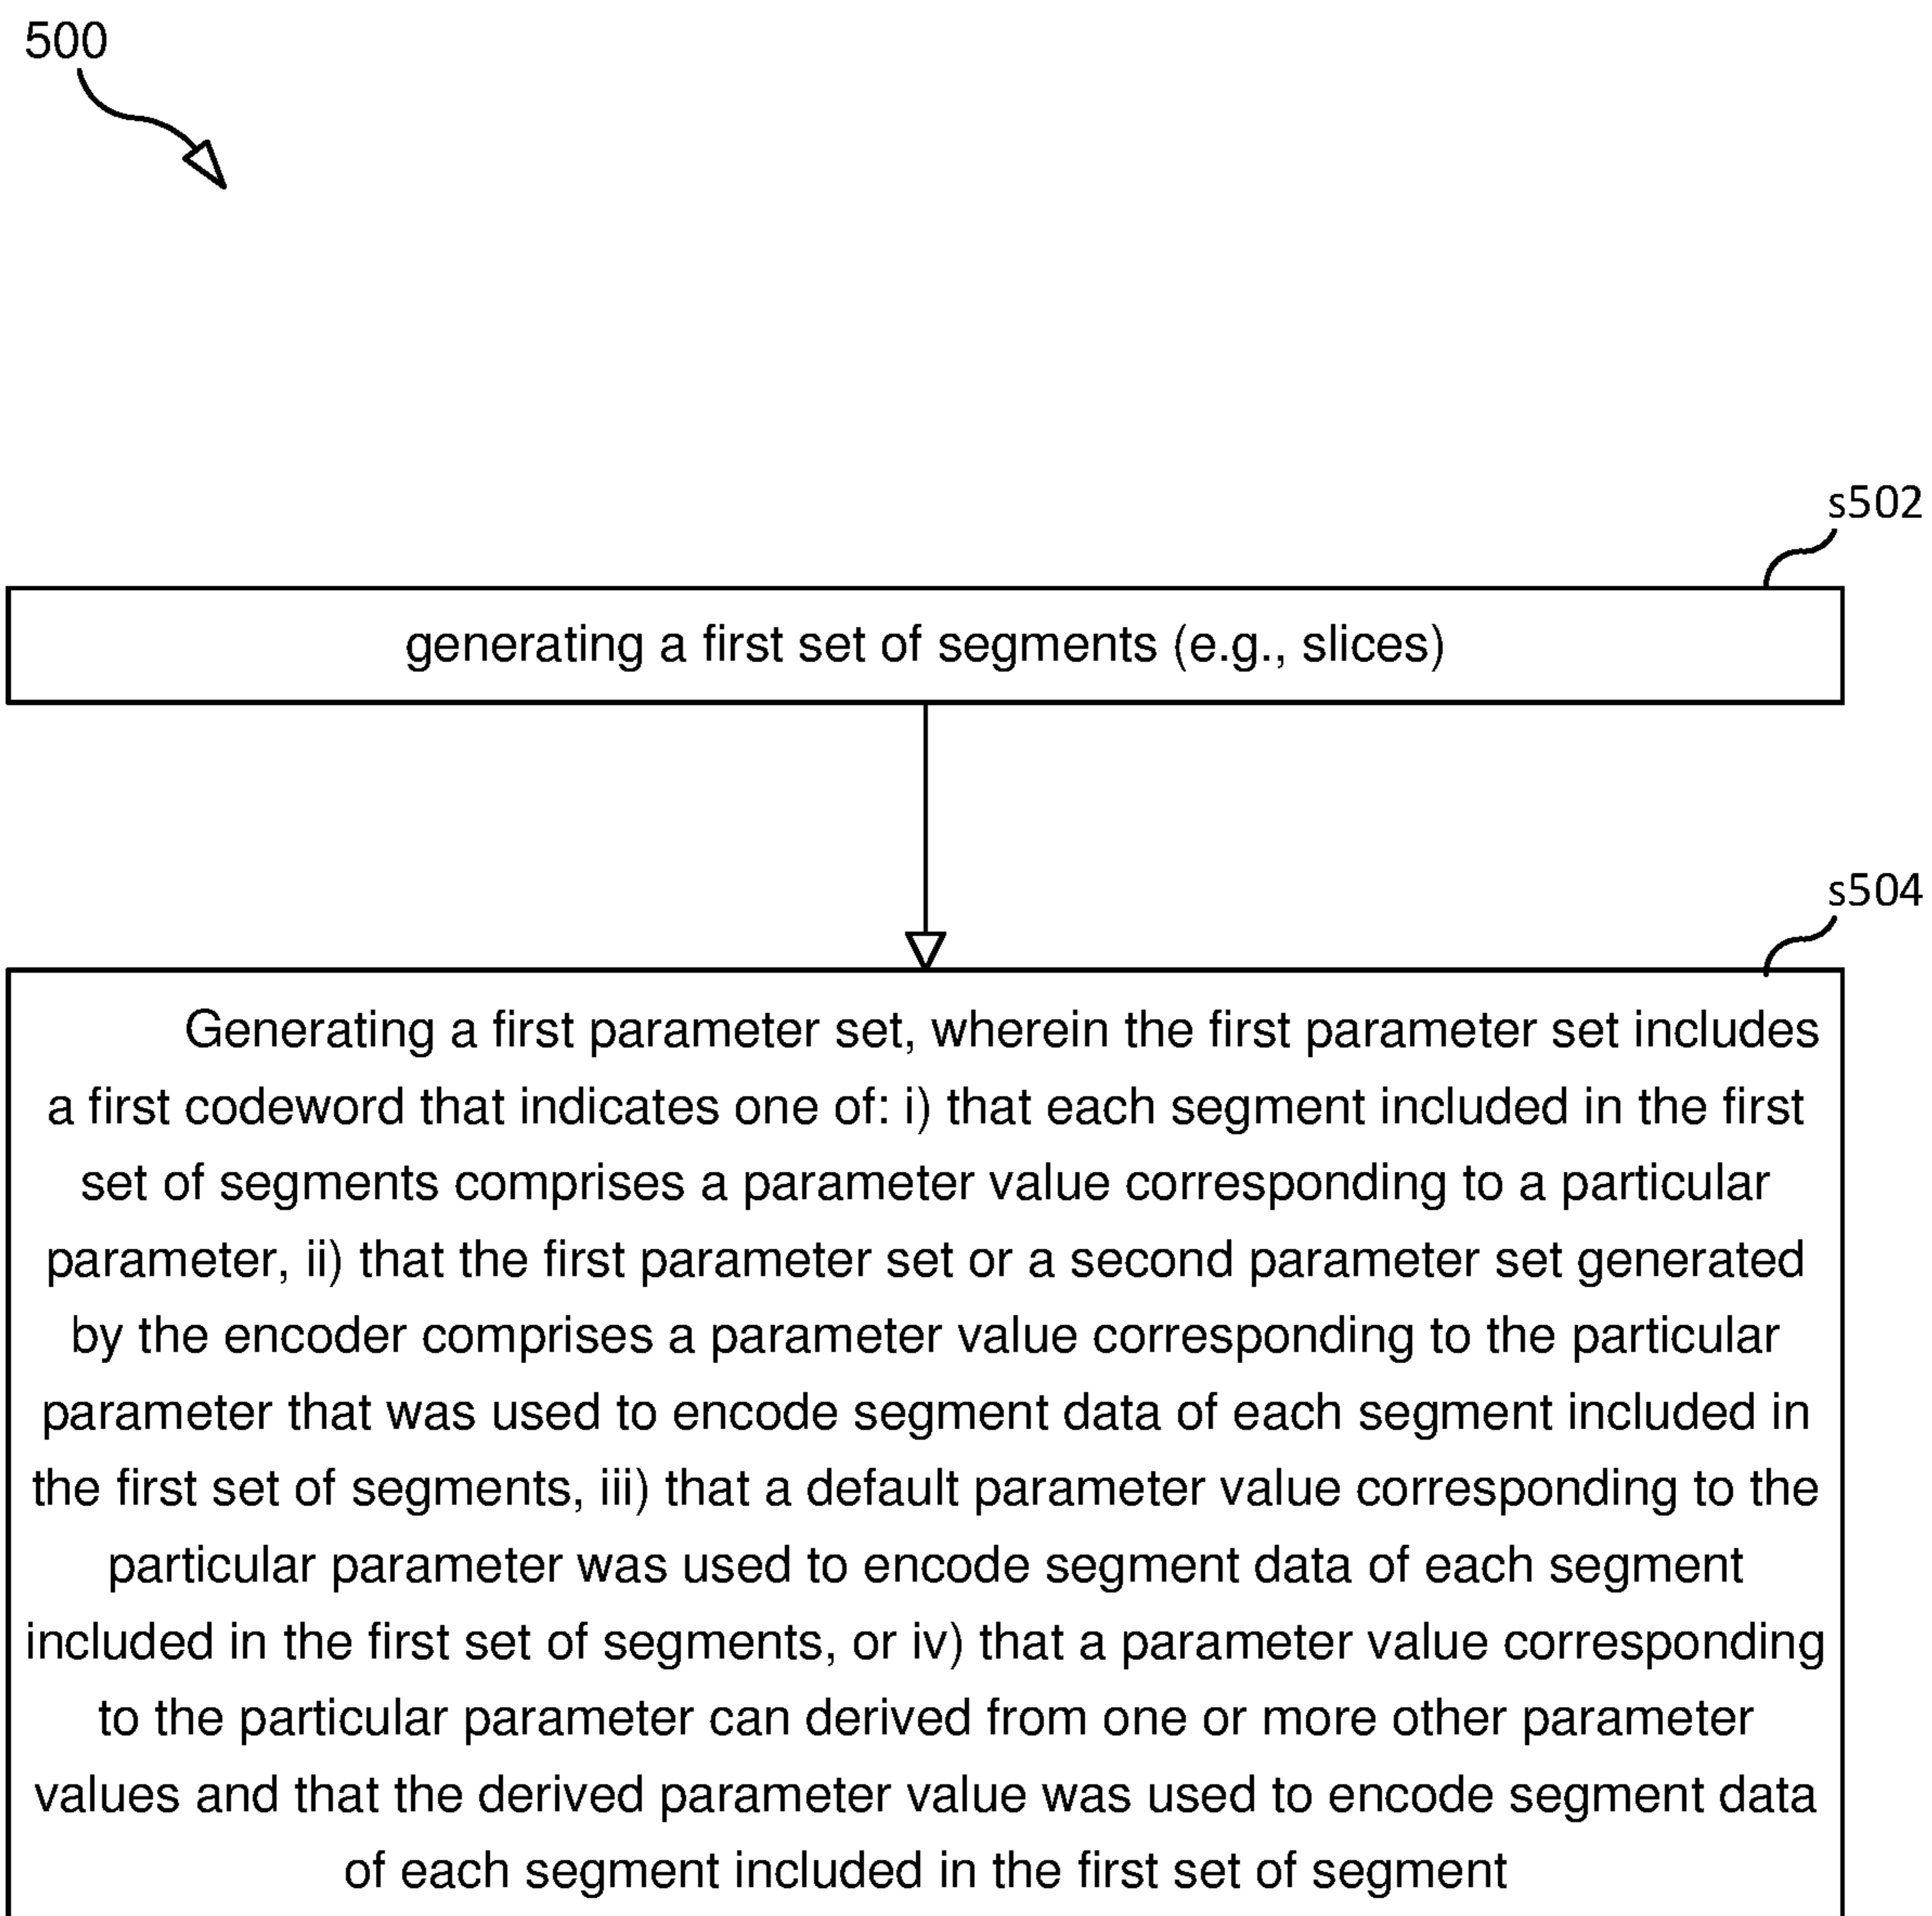 500
s502
generating a first set of segments (e.g., slices)
s504
Generating a first parameter set, wherein the first parameter set includes
a first codeword that indicates one of: i) that each segment included in the first
set of segments comprises a parameter value corresponding to a particular
parameter, ii) that the first parameter set or a second parameter set generated
by the encoder comprises a parameter value corresponding to the particular
parameter that was used to encode segment data of each segment included in
the first set of segments, iii) that a default parameter value corresponding to the
particular parameter was used to encode segment data of each segment
included in the first set of segments, or iv) that a parameter value corresponding
to the particular parameter can derived from one or more other parameter
values and that the derived parameter value was used to encode segment data
of each segment included in the first set of segment